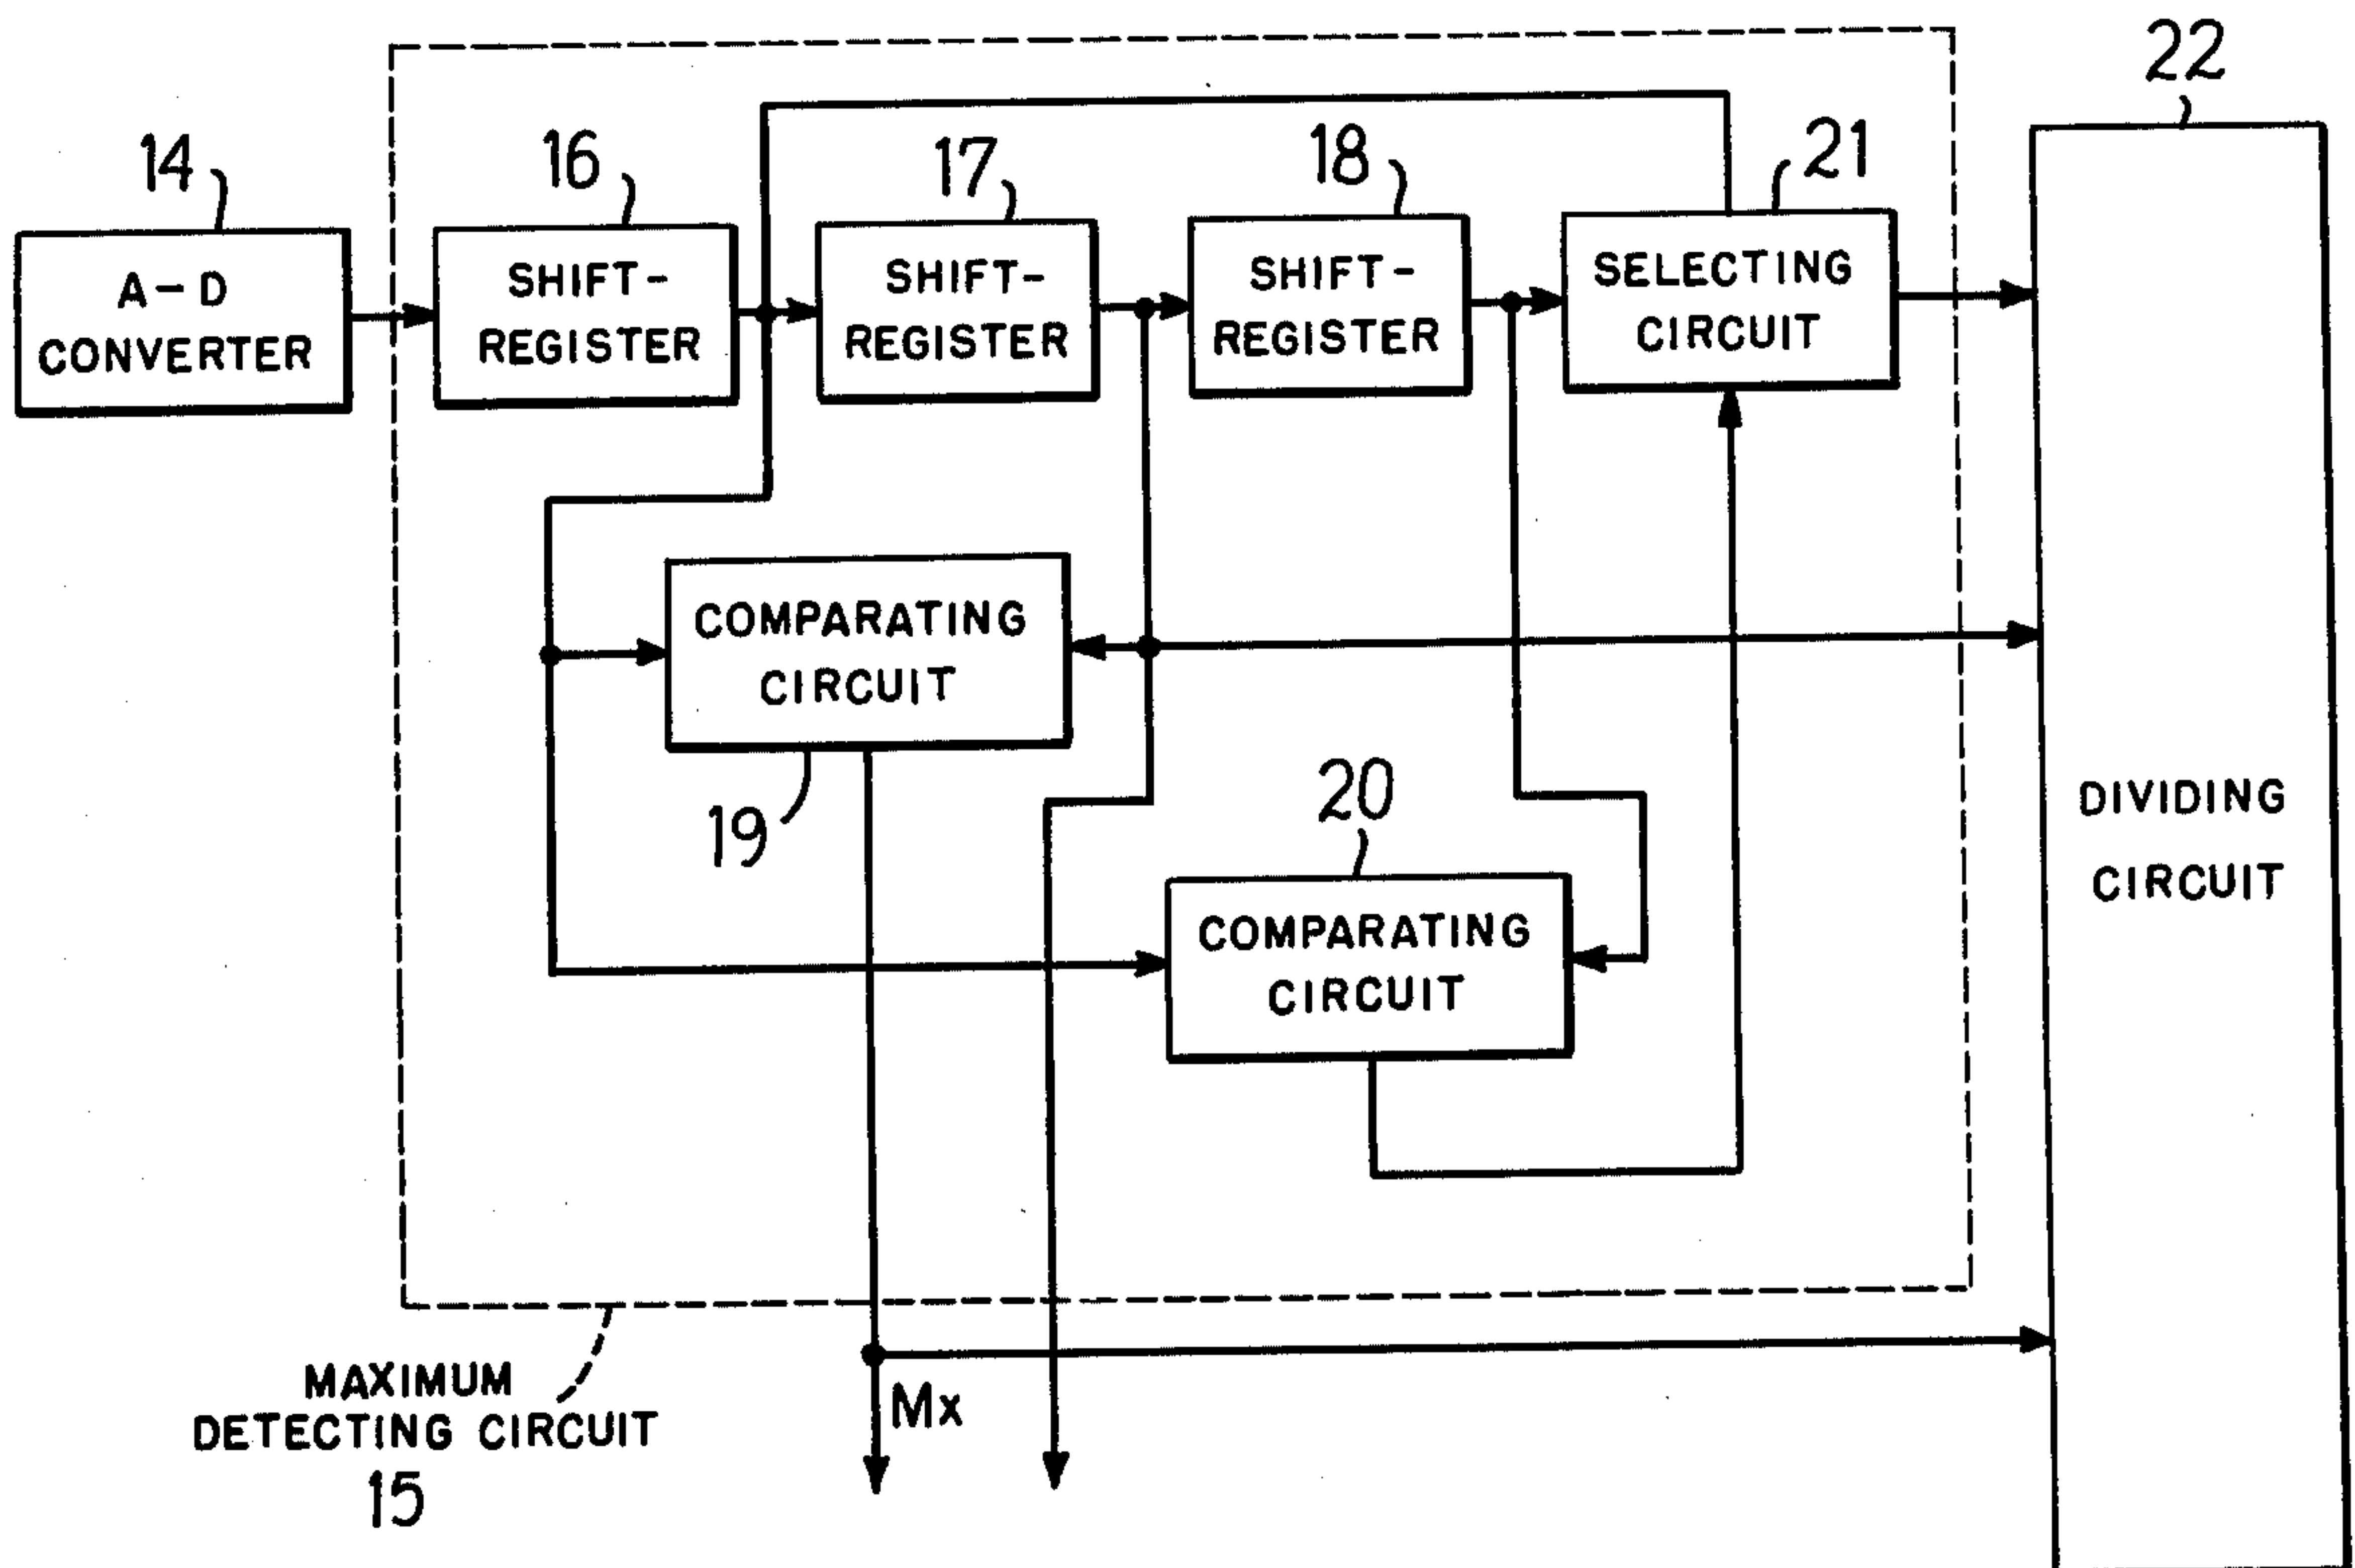 22
14
16
17
18
21
A-D
CONVERTER
SHIFT-
REGISTER
SHIFT-
REGISTER
SHIFT-
REGISTER
SELECTING
CIRCUIT
COMPARATING
CIRCUIT
19
20
COMPARATING
CIRCUIT
DIVIDING
CIRCUIT
MAXIMUM
DETECTING CIRCUIT
15
Mx